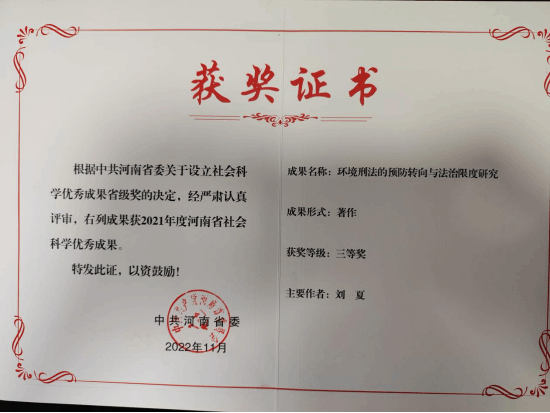 获奖证书
根据中共河南省委关于设立社会科
学优秀成果省级奖的决定，经严肃认真
评审，右列成果获2021年度河南省社会
科学优秀成果。
特发此证，以资鼓励！
中共河南省委
2022年11月
成果名称：环境刑法的预防转向与法治限度研究
成果形式：著作
获奖等级：三等奖
主要作者：刘 夏